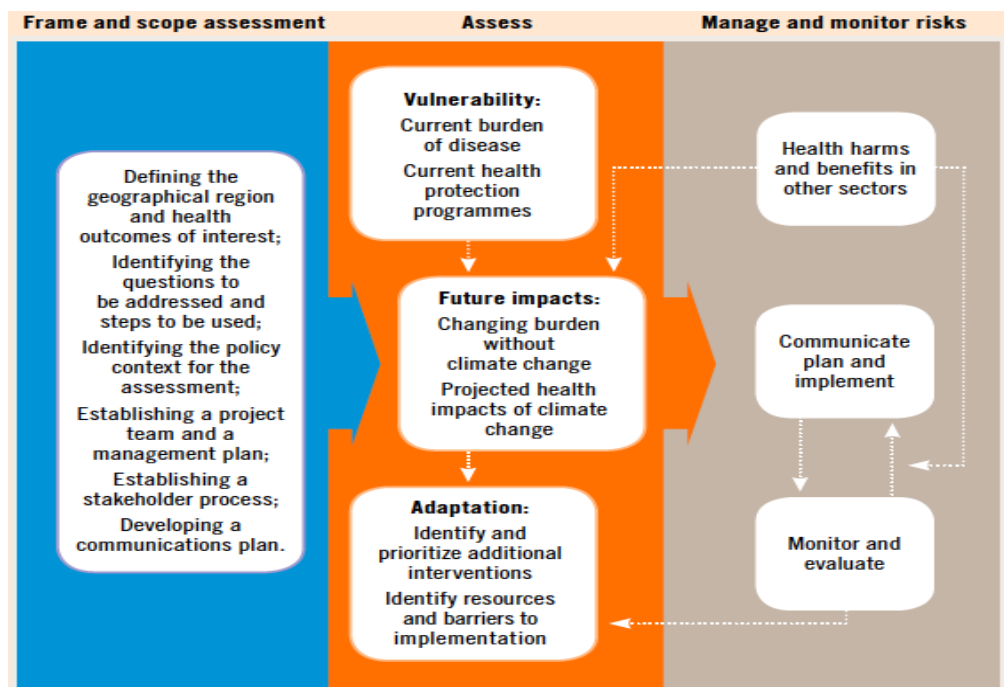 Frame and scope assessment
Assess
Manage and monitor risks
Defining the
geographical region
and health
outcomes of interest;
Identifying the
questions to
be addressed and
steps to be used;
Identifying the policy
context for the
assessment;
Establishing a project
team and a
management plan;
Establishing a
stakeholder process;
Developing a
communications plan.
Vulnerability:
Current burden
of disease
Current health
protection
programmes
Future impacts:
Changing burden
without
climate change
Projected health
impacts of climate
change
Adaptation:
Identify and
prioritize additional
interventions
Identify resources
and barriers to
implementation
Health harms
and benefits in
other sectors
Communicate
plan and
implement
Monitor and
evaluate